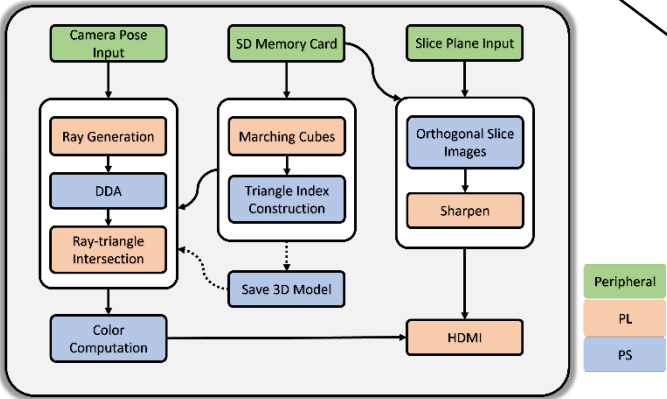 Camera Pose
Input
SD Memory Card
Slice Plane Input
Ray Generation
DDA
Ray-triangle
Intersection
Marching Cubes
Triangle Index
Construction
Orthogonal Slice
Images
Sharpen
Save 3D Model
Color
Computation
HDMI
Peripheral
PL
PS